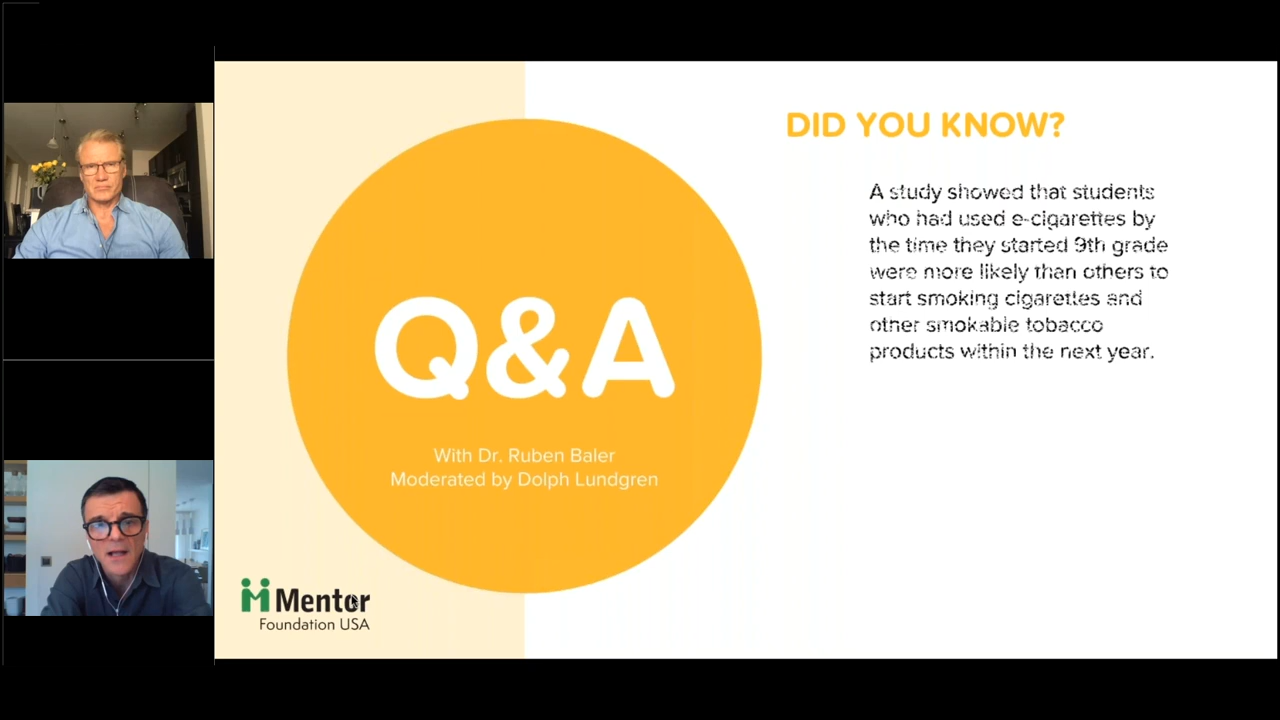 Q&A
With Dr. Ruben Baler
Moderated by Dolph Lundgren
Mentor
Foundation USA
DID YOU KNOW?
A study showed that students
who had used e-cigarettes by
the time they started 9th grade
were more likely than others to
start smoking cigarettes and
other smokable tobacco
products within the next year.